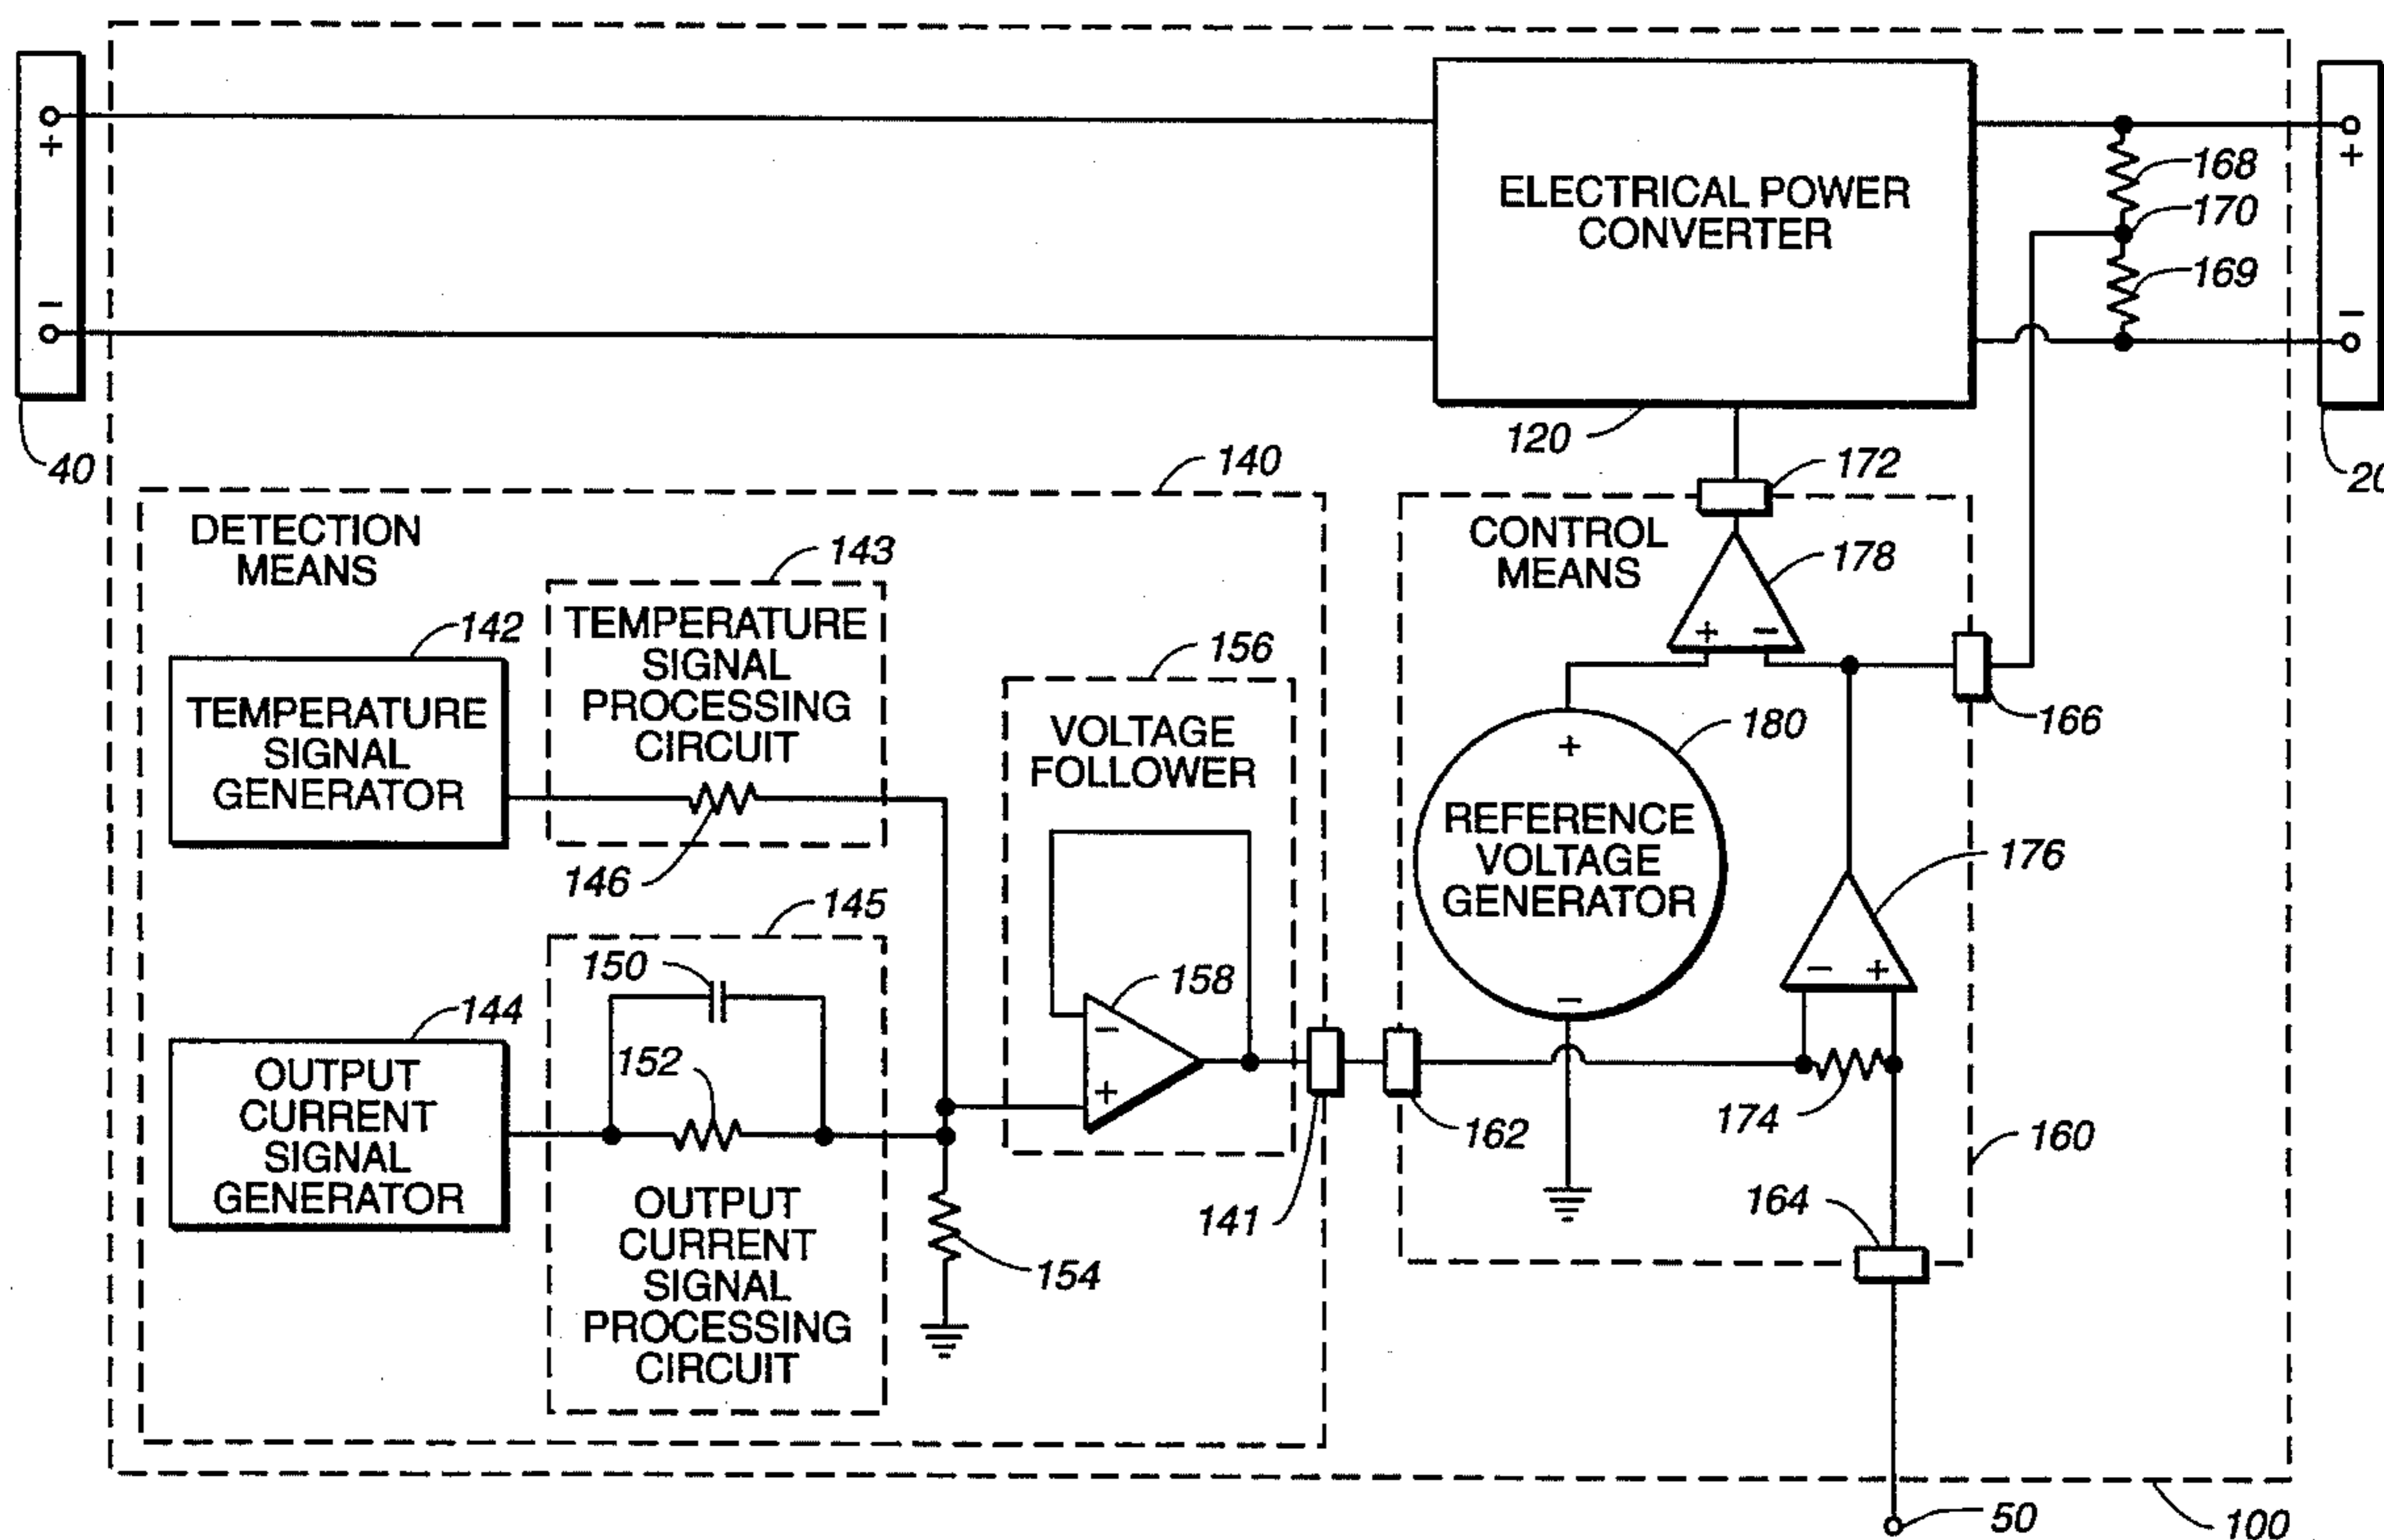 +
−
40
ELECTRICAL POWER
CONVERTER
120
168
170
169
+
−
20
140
DETECTION
MEANS
142
TEMPERATURE
SIGNAL
GENERATOR
143
TEMPERATURE
SIGNAL
PROCESSING
CIRCUIT
146
144
OUTPUT
CURRENT
SIGNAL
GENERATOR
145
150
152
OUTPUT
CURRENT
SIGNAL
PROCESSING
CIRCUIT
154
156
VOLTAGE
FOLLOWER
158
−
+
141
172
CONTROL
MEANS
178
+ −
166
180
+
REFERENCE
VOLTAGE
GENERATOR
−
176
− +
162
174
160
164
50
100